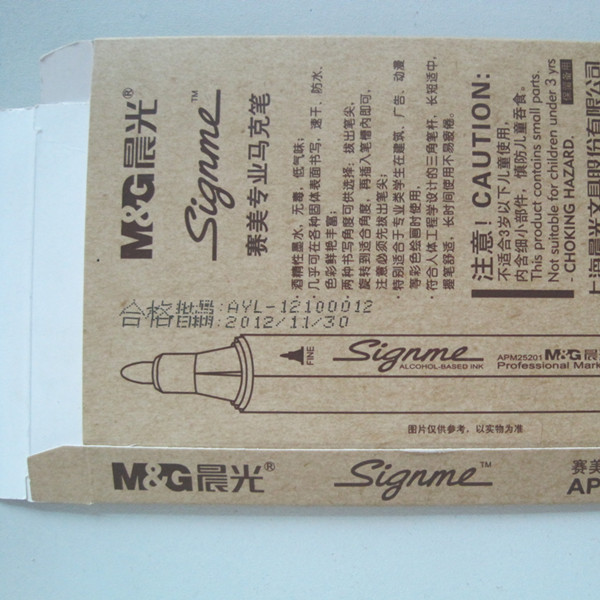 M&G晨光®
Signme™
赛美专业马克笔
· 酒精性墨水，无毒，低气味；
· 几乎可在各种固体表面书写，速干、防水、
色彩鲜艳丰富；
· 两种书写角度可供选择：拔出笔尖，
旋转到适合角度，再插入笔槽内即可，
注意必须先拔出笔尖；
· 特别适合于专业类学生在建筑、广告、动漫
等彩色绘图时使用，
· 符合人体工程学设计的三角笔杆，长短适中，
握笔舒适，长时间使用不易疲倦。
注意！CAUTION:
不适合3岁以下儿童使用，
内含细小部件，慎防儿童吞食。
This product contains small parts.
Not suitable for children under 3 yrs
- CHOKING HAZARD.
上海晨光文具股份有限公司
合格 批号:AYL-12100012
日期:2012/11/30
FINE
Signme
ALCOHOL-BASED INK
APM25201 M&G晨
Professional Mark
图片仅供参考，以实物为准
M&G晨光®
Signme™
赛美
AP